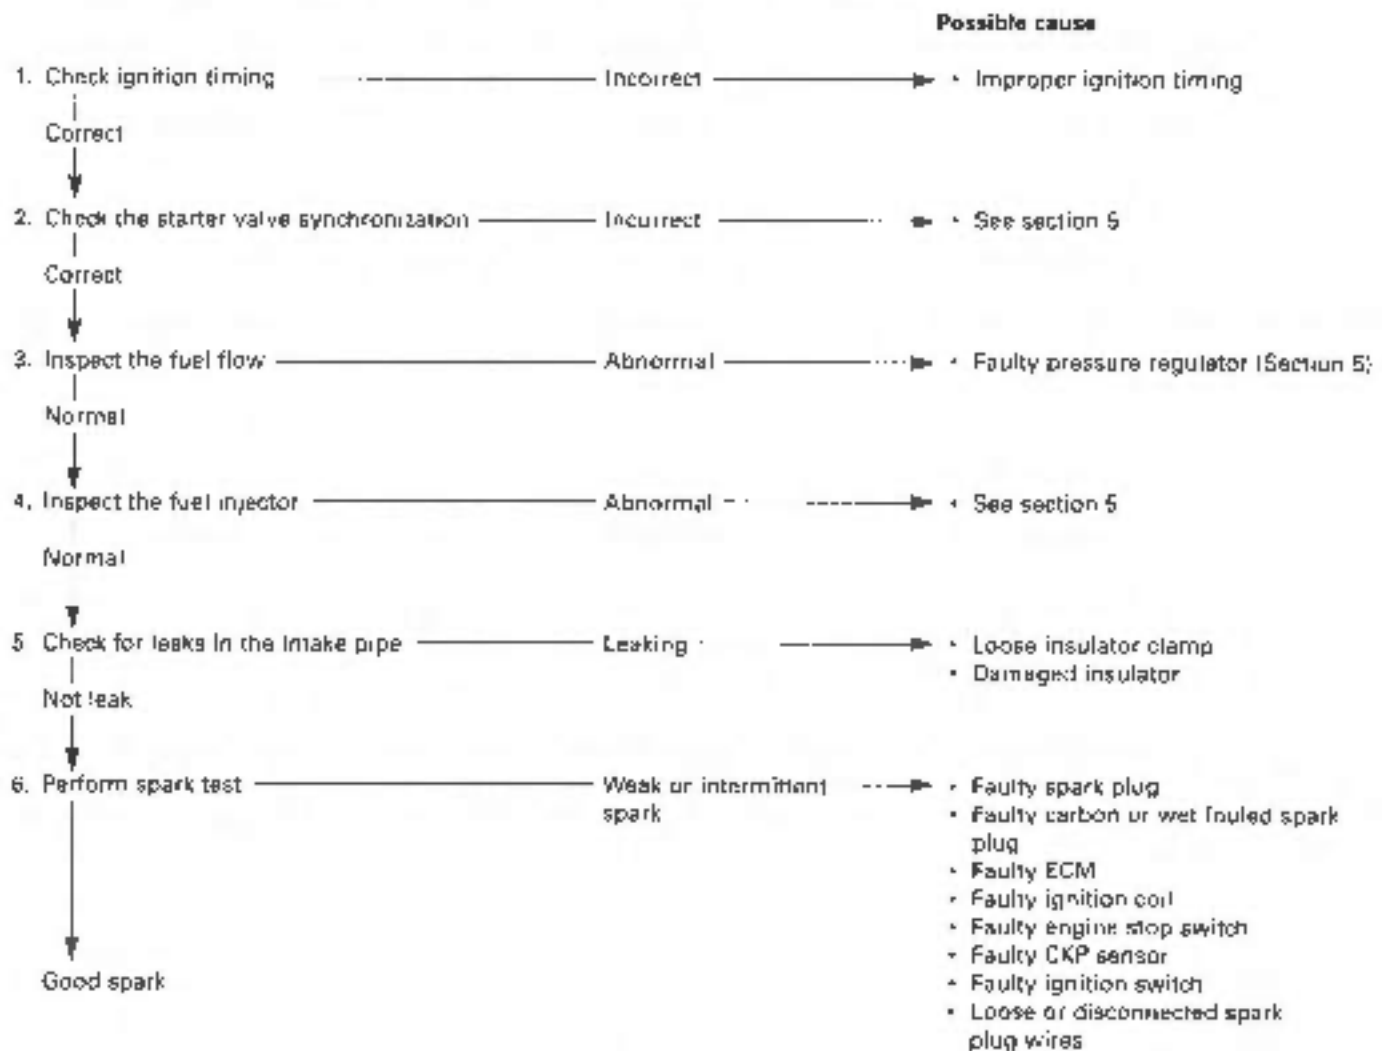 Possible cause
1. Check ignition timing Incorrect • Improper ignition timing
Correct
2. Check the starter valve synchronization Incorrect • See section 5
Correct
3. Inspect the fuel flow Abnormal • Faulty pressure regulator (Section 5)
Normal
4. Inspect the fuel injector Abnormal • See section 5
Normal
5. Check for leaks in the intake pipe Leaking • Loose insulator clamp
• Damaged insulator
Not leak
6. Perform spark test Weak or intermittent • Faulty spark plug
spark • Faulty carbon or wet fouled spark
plug
• Faulty ECM
• Faulty ignition coil
• Faulty engine stop switch
• Faulty CKP sensor
Good spark • Faulty ignition switch
• Loose or disconnected spark
plug wires